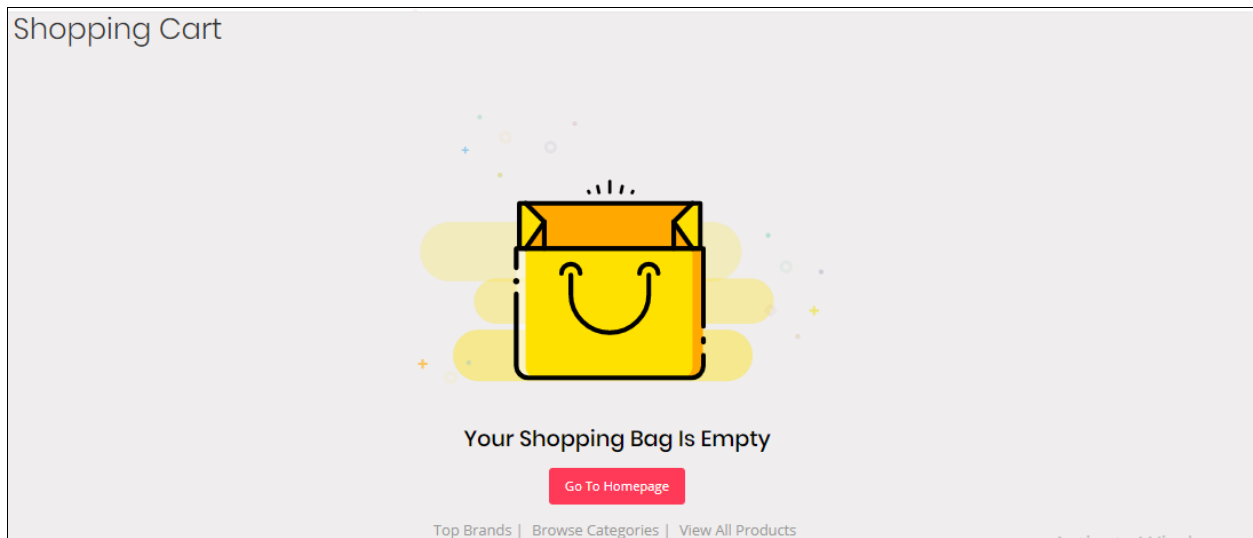 Shopping Cart
Your Shopping Bag Is Empty
Go To Homepage
Top Brands | Browse Categories | View All Products